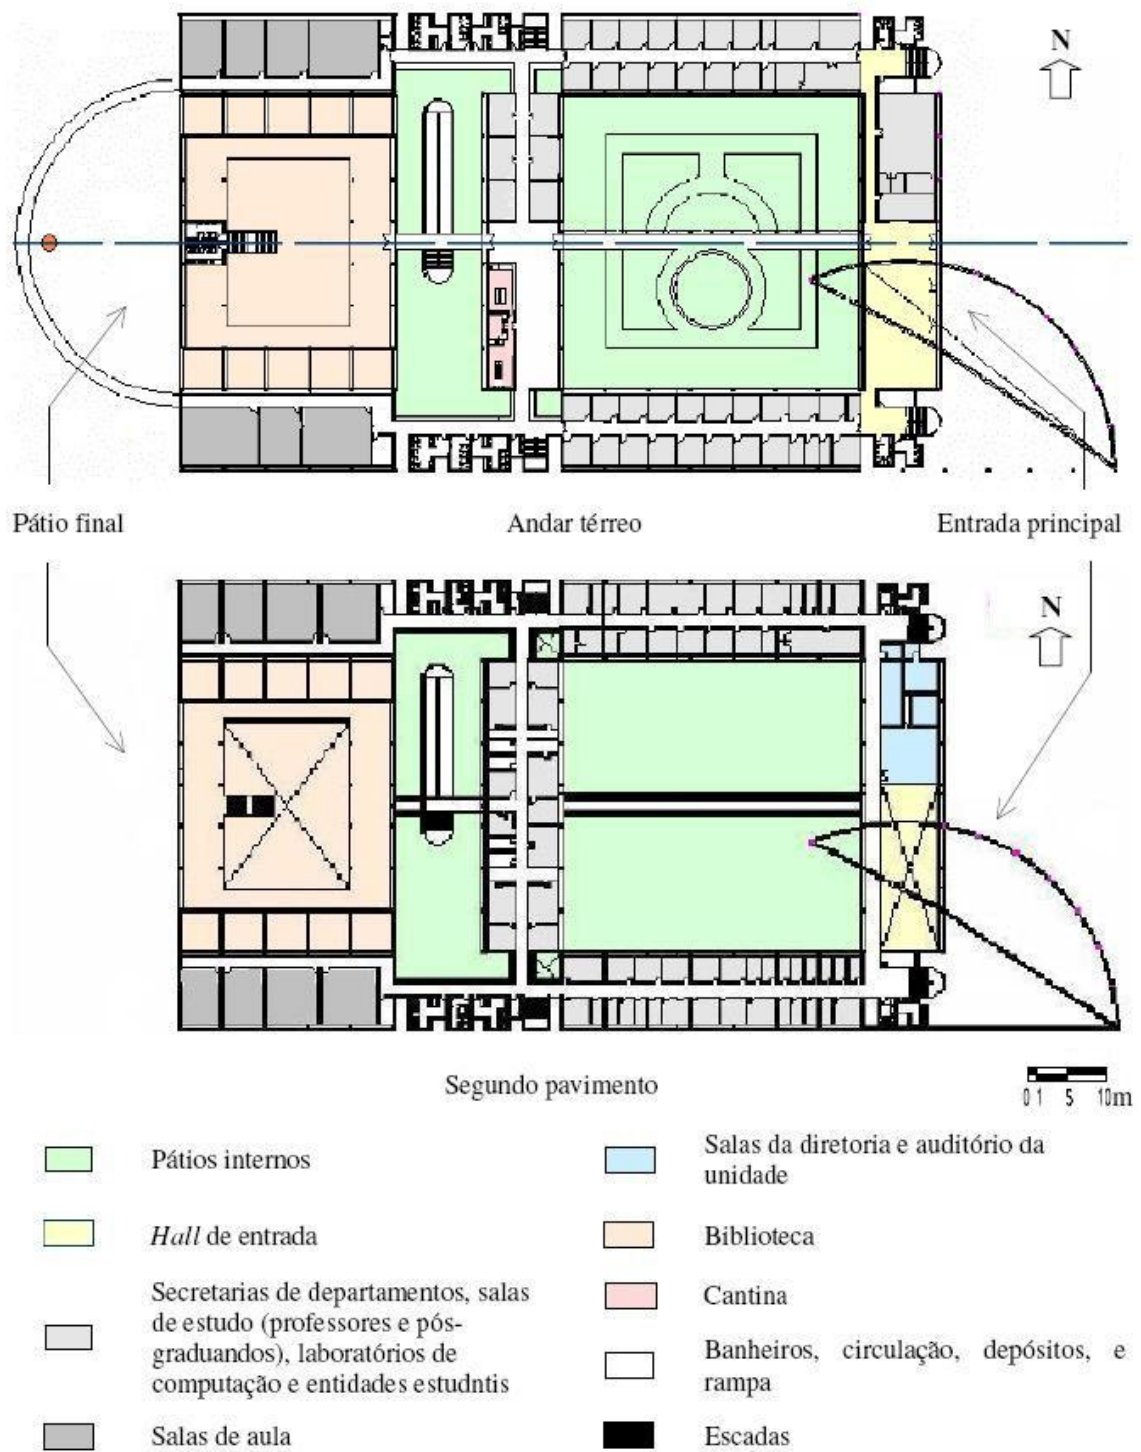 N
Pátio final
Andar térreo
Entrada principal
N
Segundo pavimento
0 1 5 10m
Pátios internos
Salas da diretoria e auditório da
unidade
Hall de entrada
Biblioteca
Secretarias de departamentos, salas
de estudo (professores e pós-
graduandos), laboratórios de
computação e entidades estudntis
Cantina
Banheiros, circulação, depósitos, e
rampa
Salas de aula
Escadas